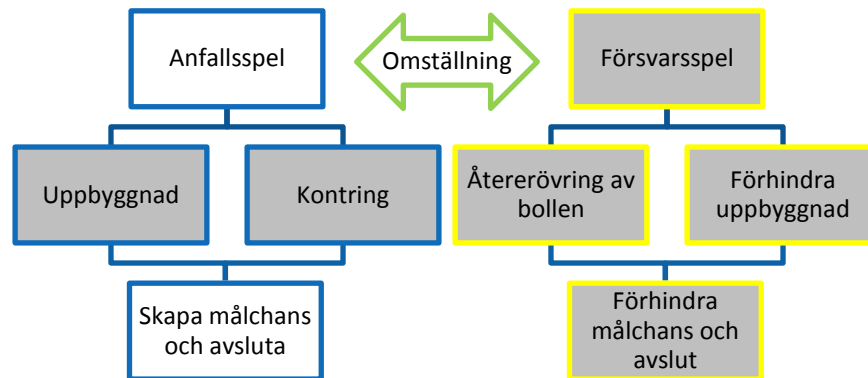 Anfallsspel
Omställning
Försvarsspel
Uppbyggnad
Kontring
Återerövring av
bollen
Förhindra
uppbyggnad
Skapa målchans
och avsluta
Förhindra
målchans och
avslut